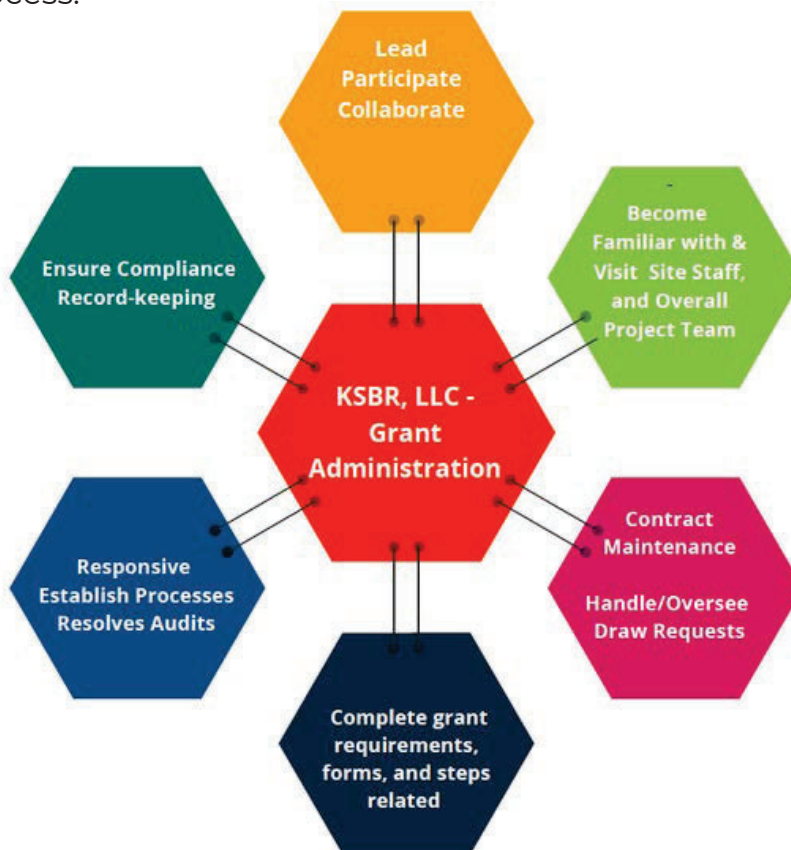 ocess.
Lead
Participate
Collaborate
Ensure Compliance
Record-keeping
-
Become
Familiar with &
Visit Site Staff,
and Overall
Project Team
KSBR, LLC -
Grant
Administration
Responsive
Establish Processes
Resolves Audits
Contract
Maintenance
Handle/Oversee
Draw Requests
Complete grant
requirements,
forms, and steps
related